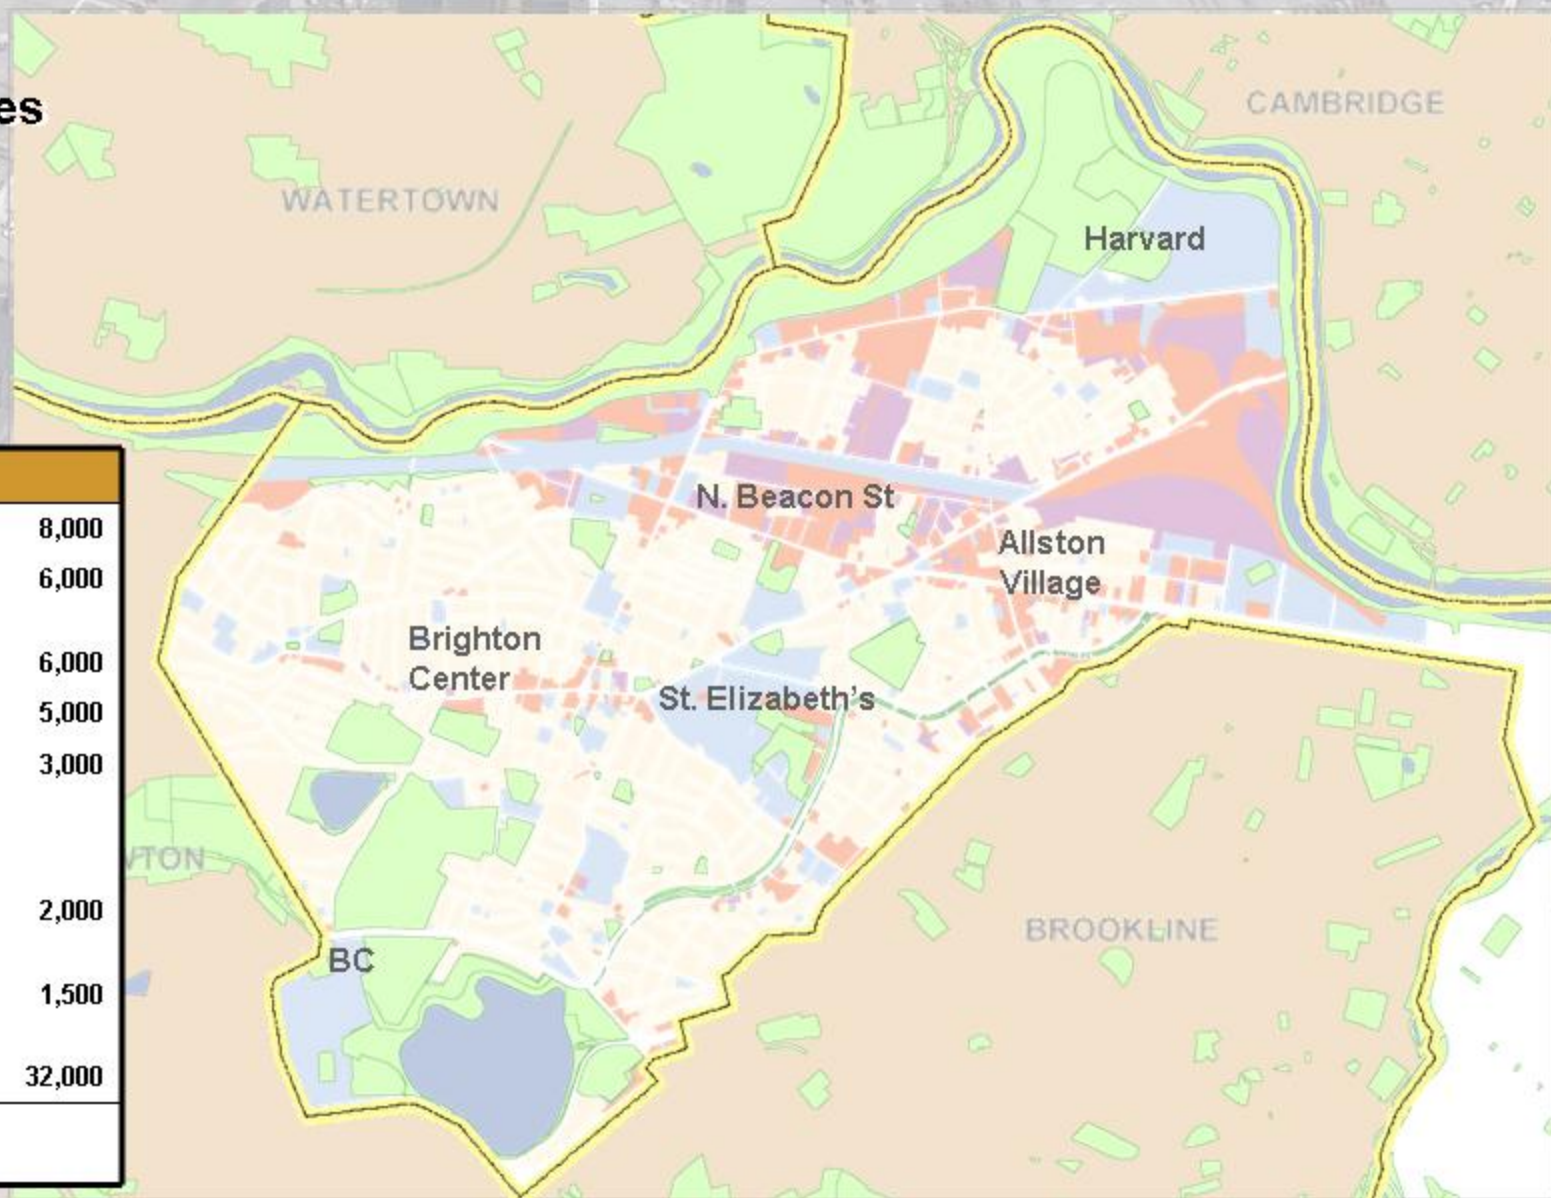 es
CAMBRIDGE
WATERTOWN
Harvard
N. Beacon St
8,000
Allston
Village
6,000
Brighton
Center
6,000
St. Elizabeth's
5,000
3,000
2,000
BROOKLINE
BC
1,500
32,000